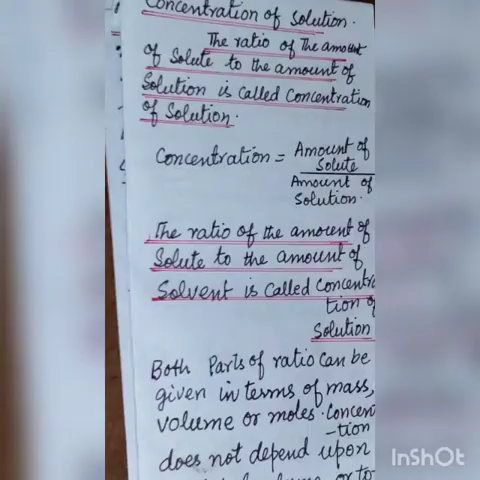 Concentration of Solution.
The ratio of The amount
of Solute to the amount of
Solution is called Concentration
of Solution.
Concentration = Amount of
Solute
Amount of
Solution.
The ratio of the amount of
Solute to the amount of
Solvent is called Concentra
tion of
Solution
Both Parts of ratio can be
given in terms of mass,
volume or moles. Concen
-tion
does not depend upon
or to
InShOt